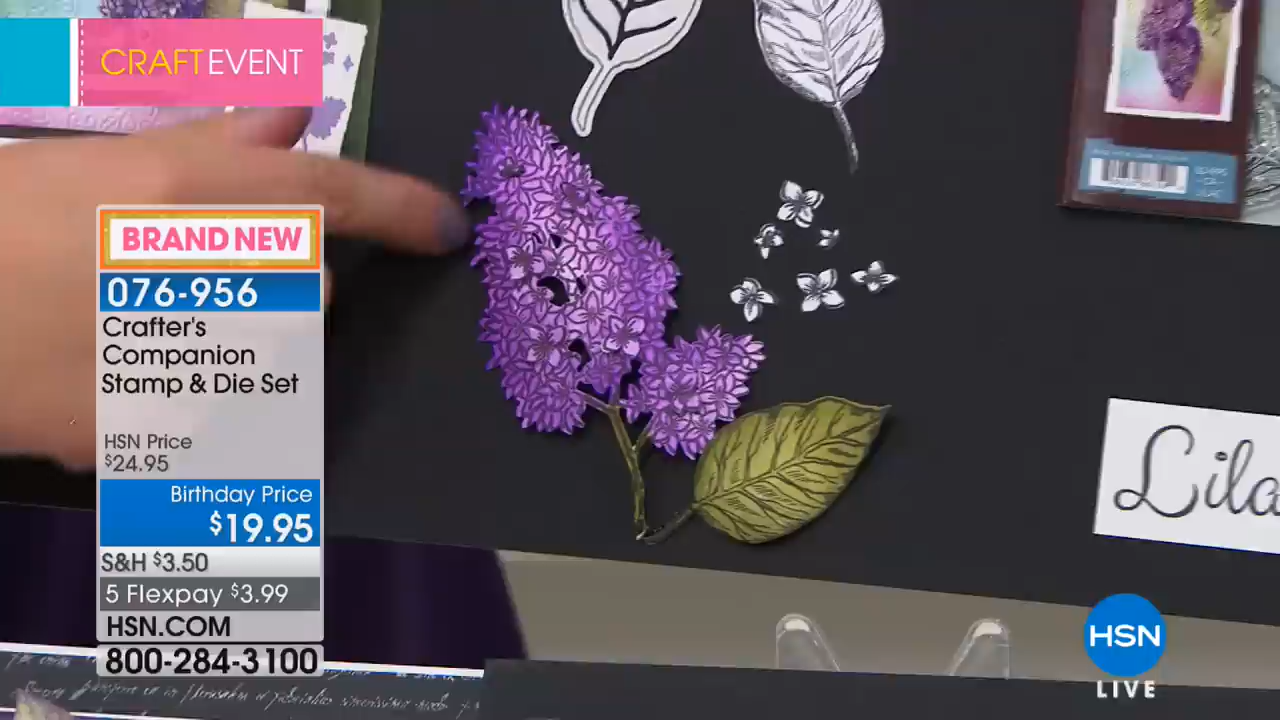 CRAFT EVENT
BRAND NEW
076-956
Crafter's
Companion
Stamp & Die Set
HSN Price
$24.95
Birthday Price
$19.95
S&H $3.50
5 Flexpay $3.99
HSN.COM
800-284-3100
Lila
HSN
LIVE